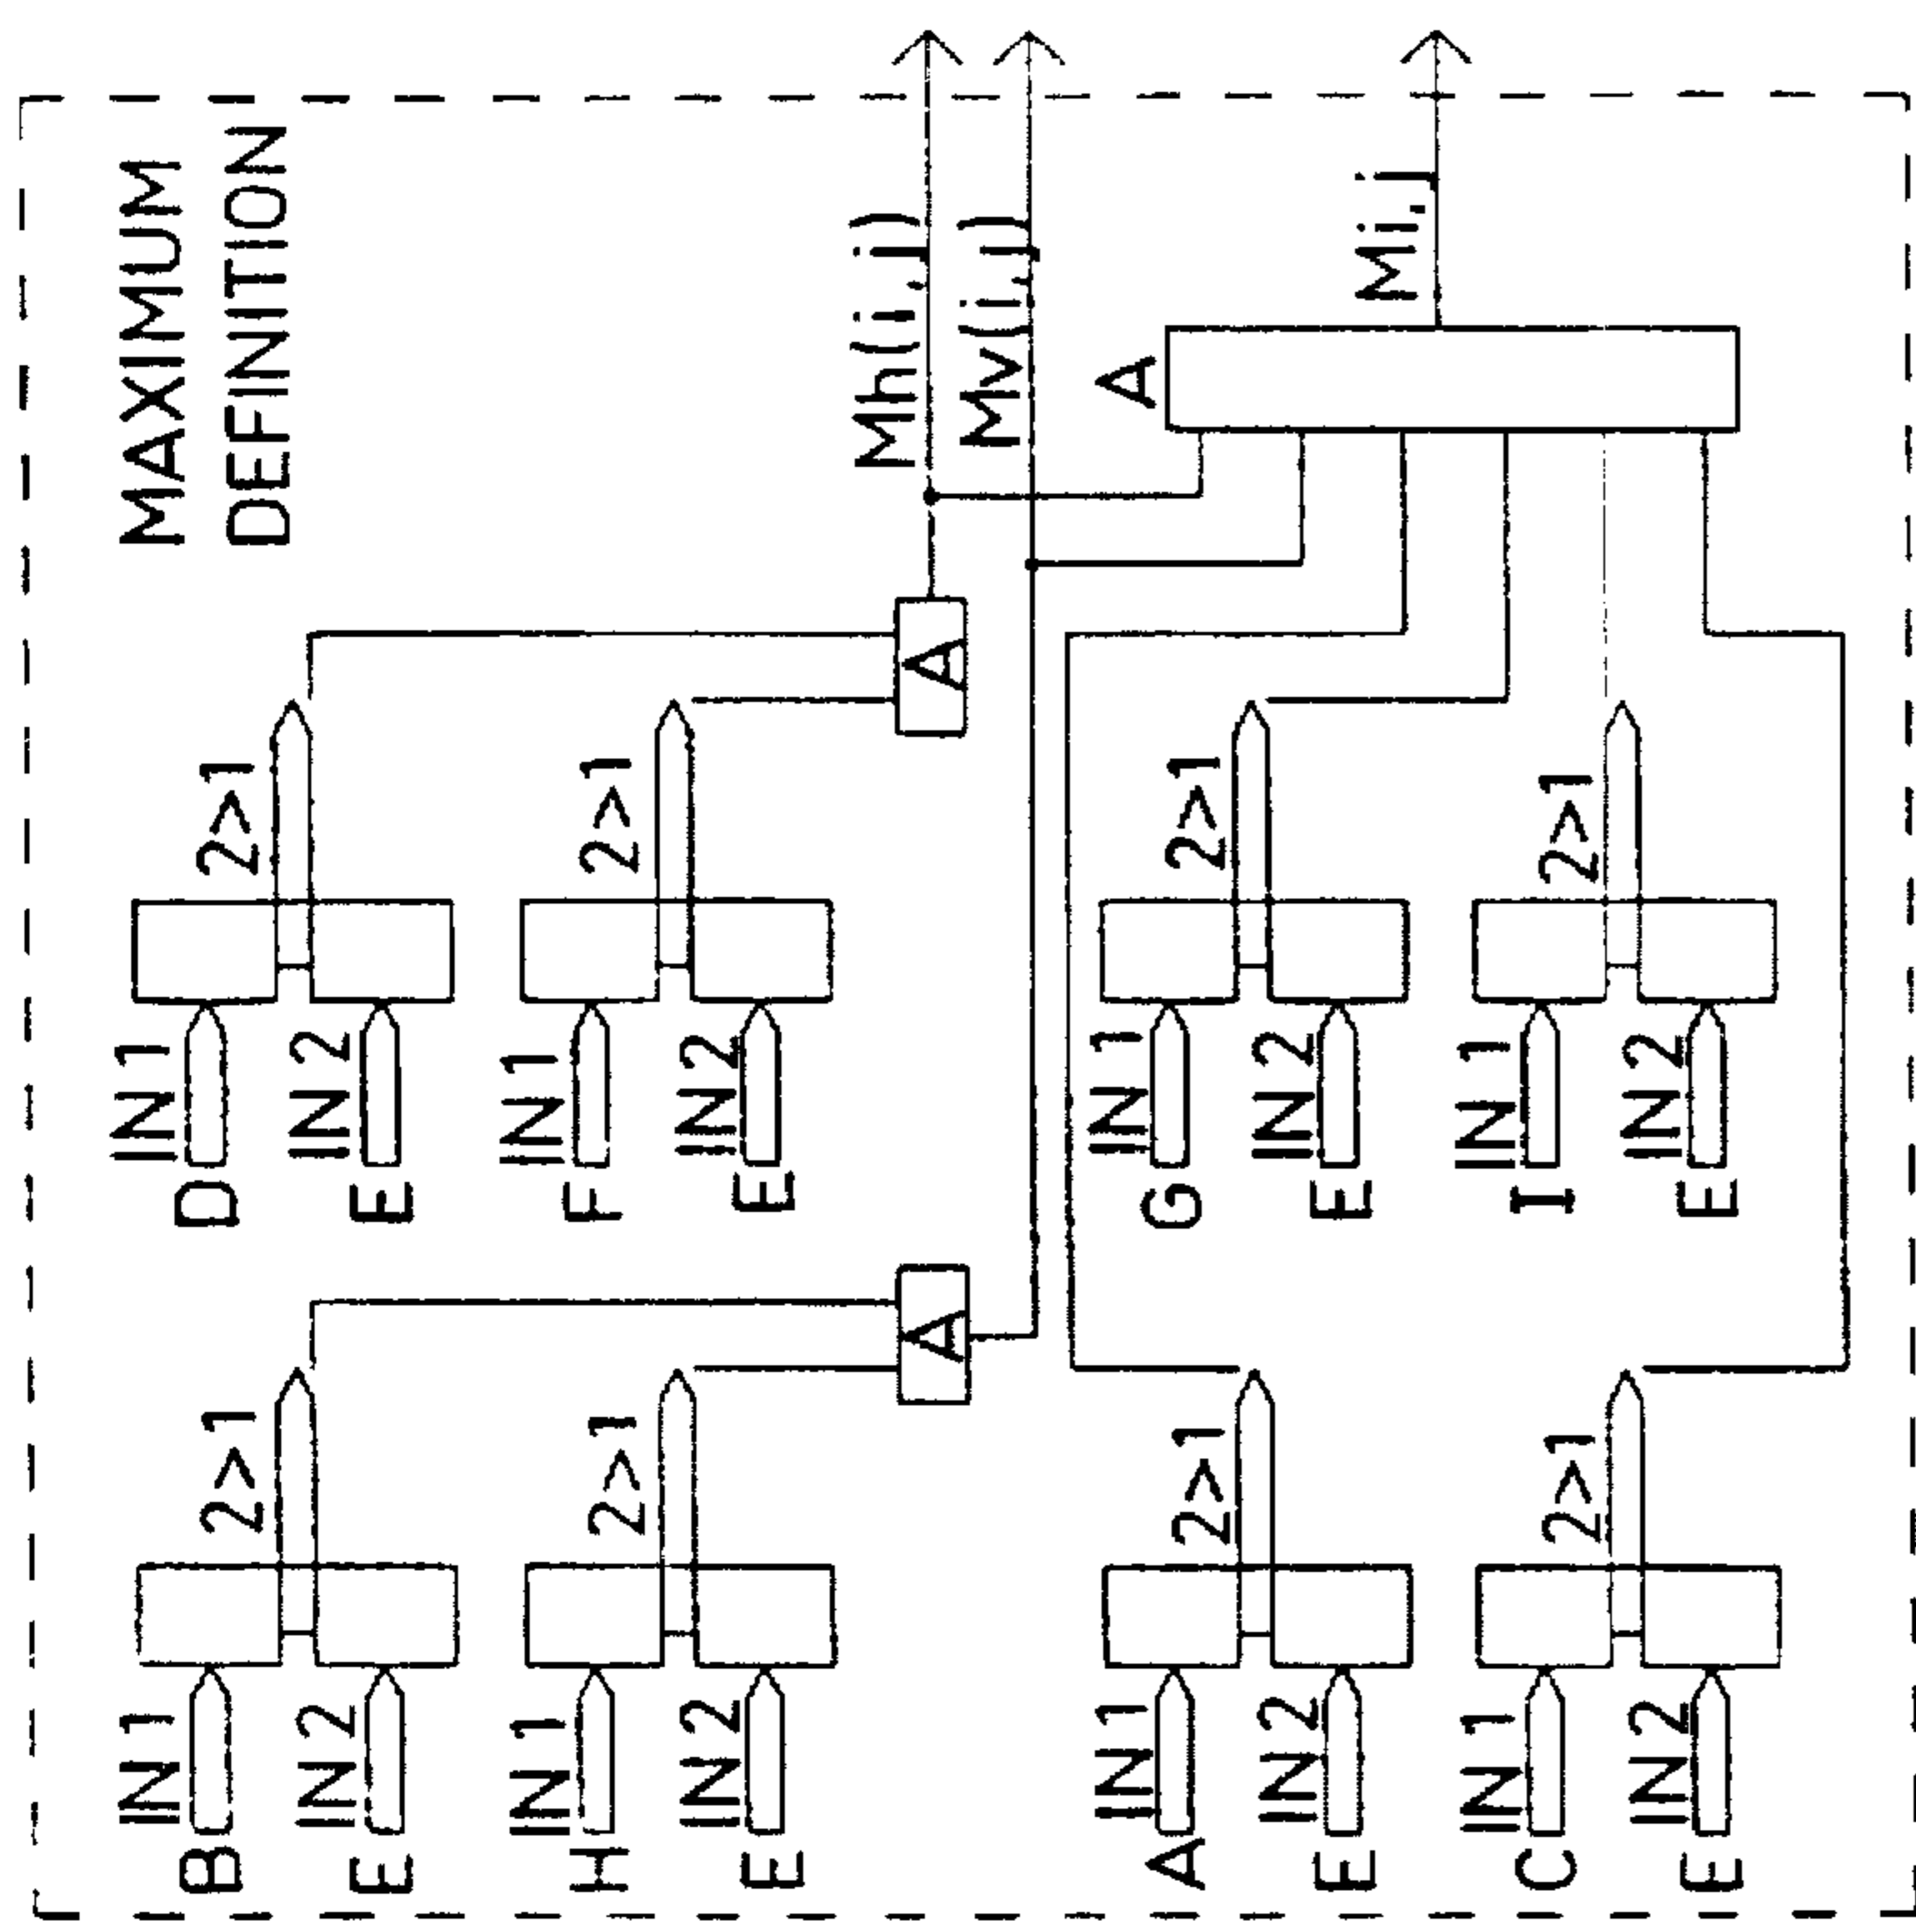 IN1 IN1 MAXIMUM
B 2>1 D 2>1 DEFINITION
IN2 IN2
E E
IN1 IN1
H 2>1 F 2>1
IN2 IN2
E E
Mh(i,j)
A A
Mv(i,j)
IN1 IN1 A
A 2>1 G 2>1
IN2 IN2
E E Mi,j
IN1 IN1
C 2>1 I 2>1
IN2 IN2
E E